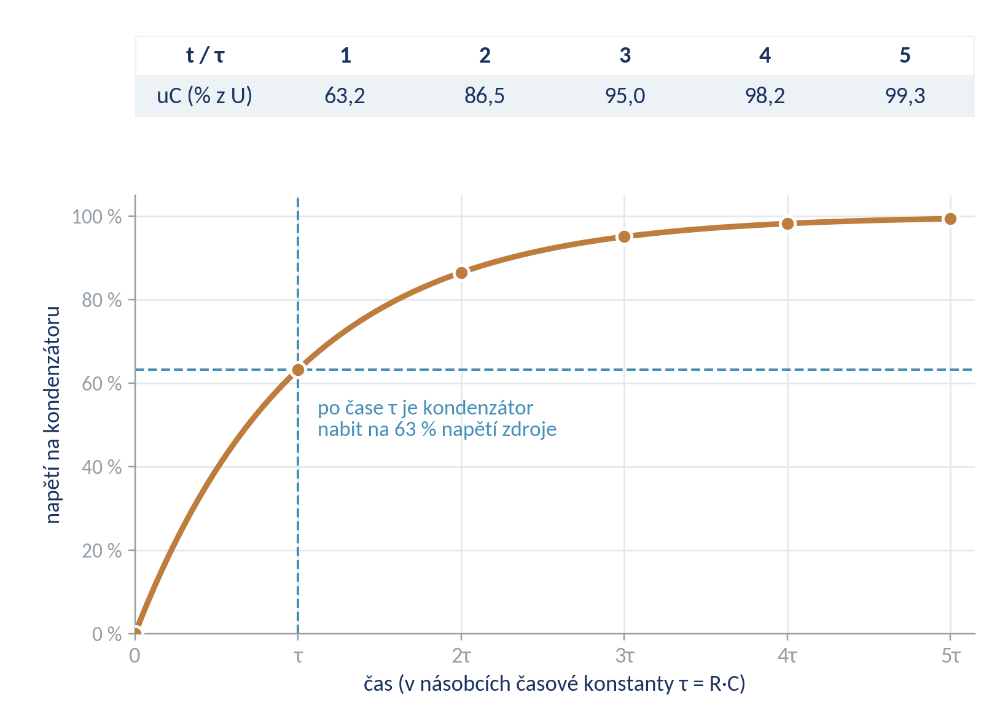 t / τ 1 2 3 4 5
uC (% z U) 63,2 86,5 95,0 98,2 99,3
100 %
80 %
60 %
40 %
20 %
0 %
napětí na kondenzátoru
po čase τ je kondenzátor
nabit na 63 % napětí zdroje
0 τ 2τ 3τ 4τ 5τ
čas (v násobcích časové konstanty τ = R·C)